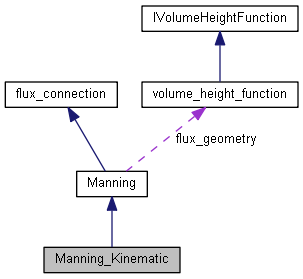 IVolumeHeightFunction
flux_connection
volume_height_function
flux_geometry
Manning
Manning_Kinematic